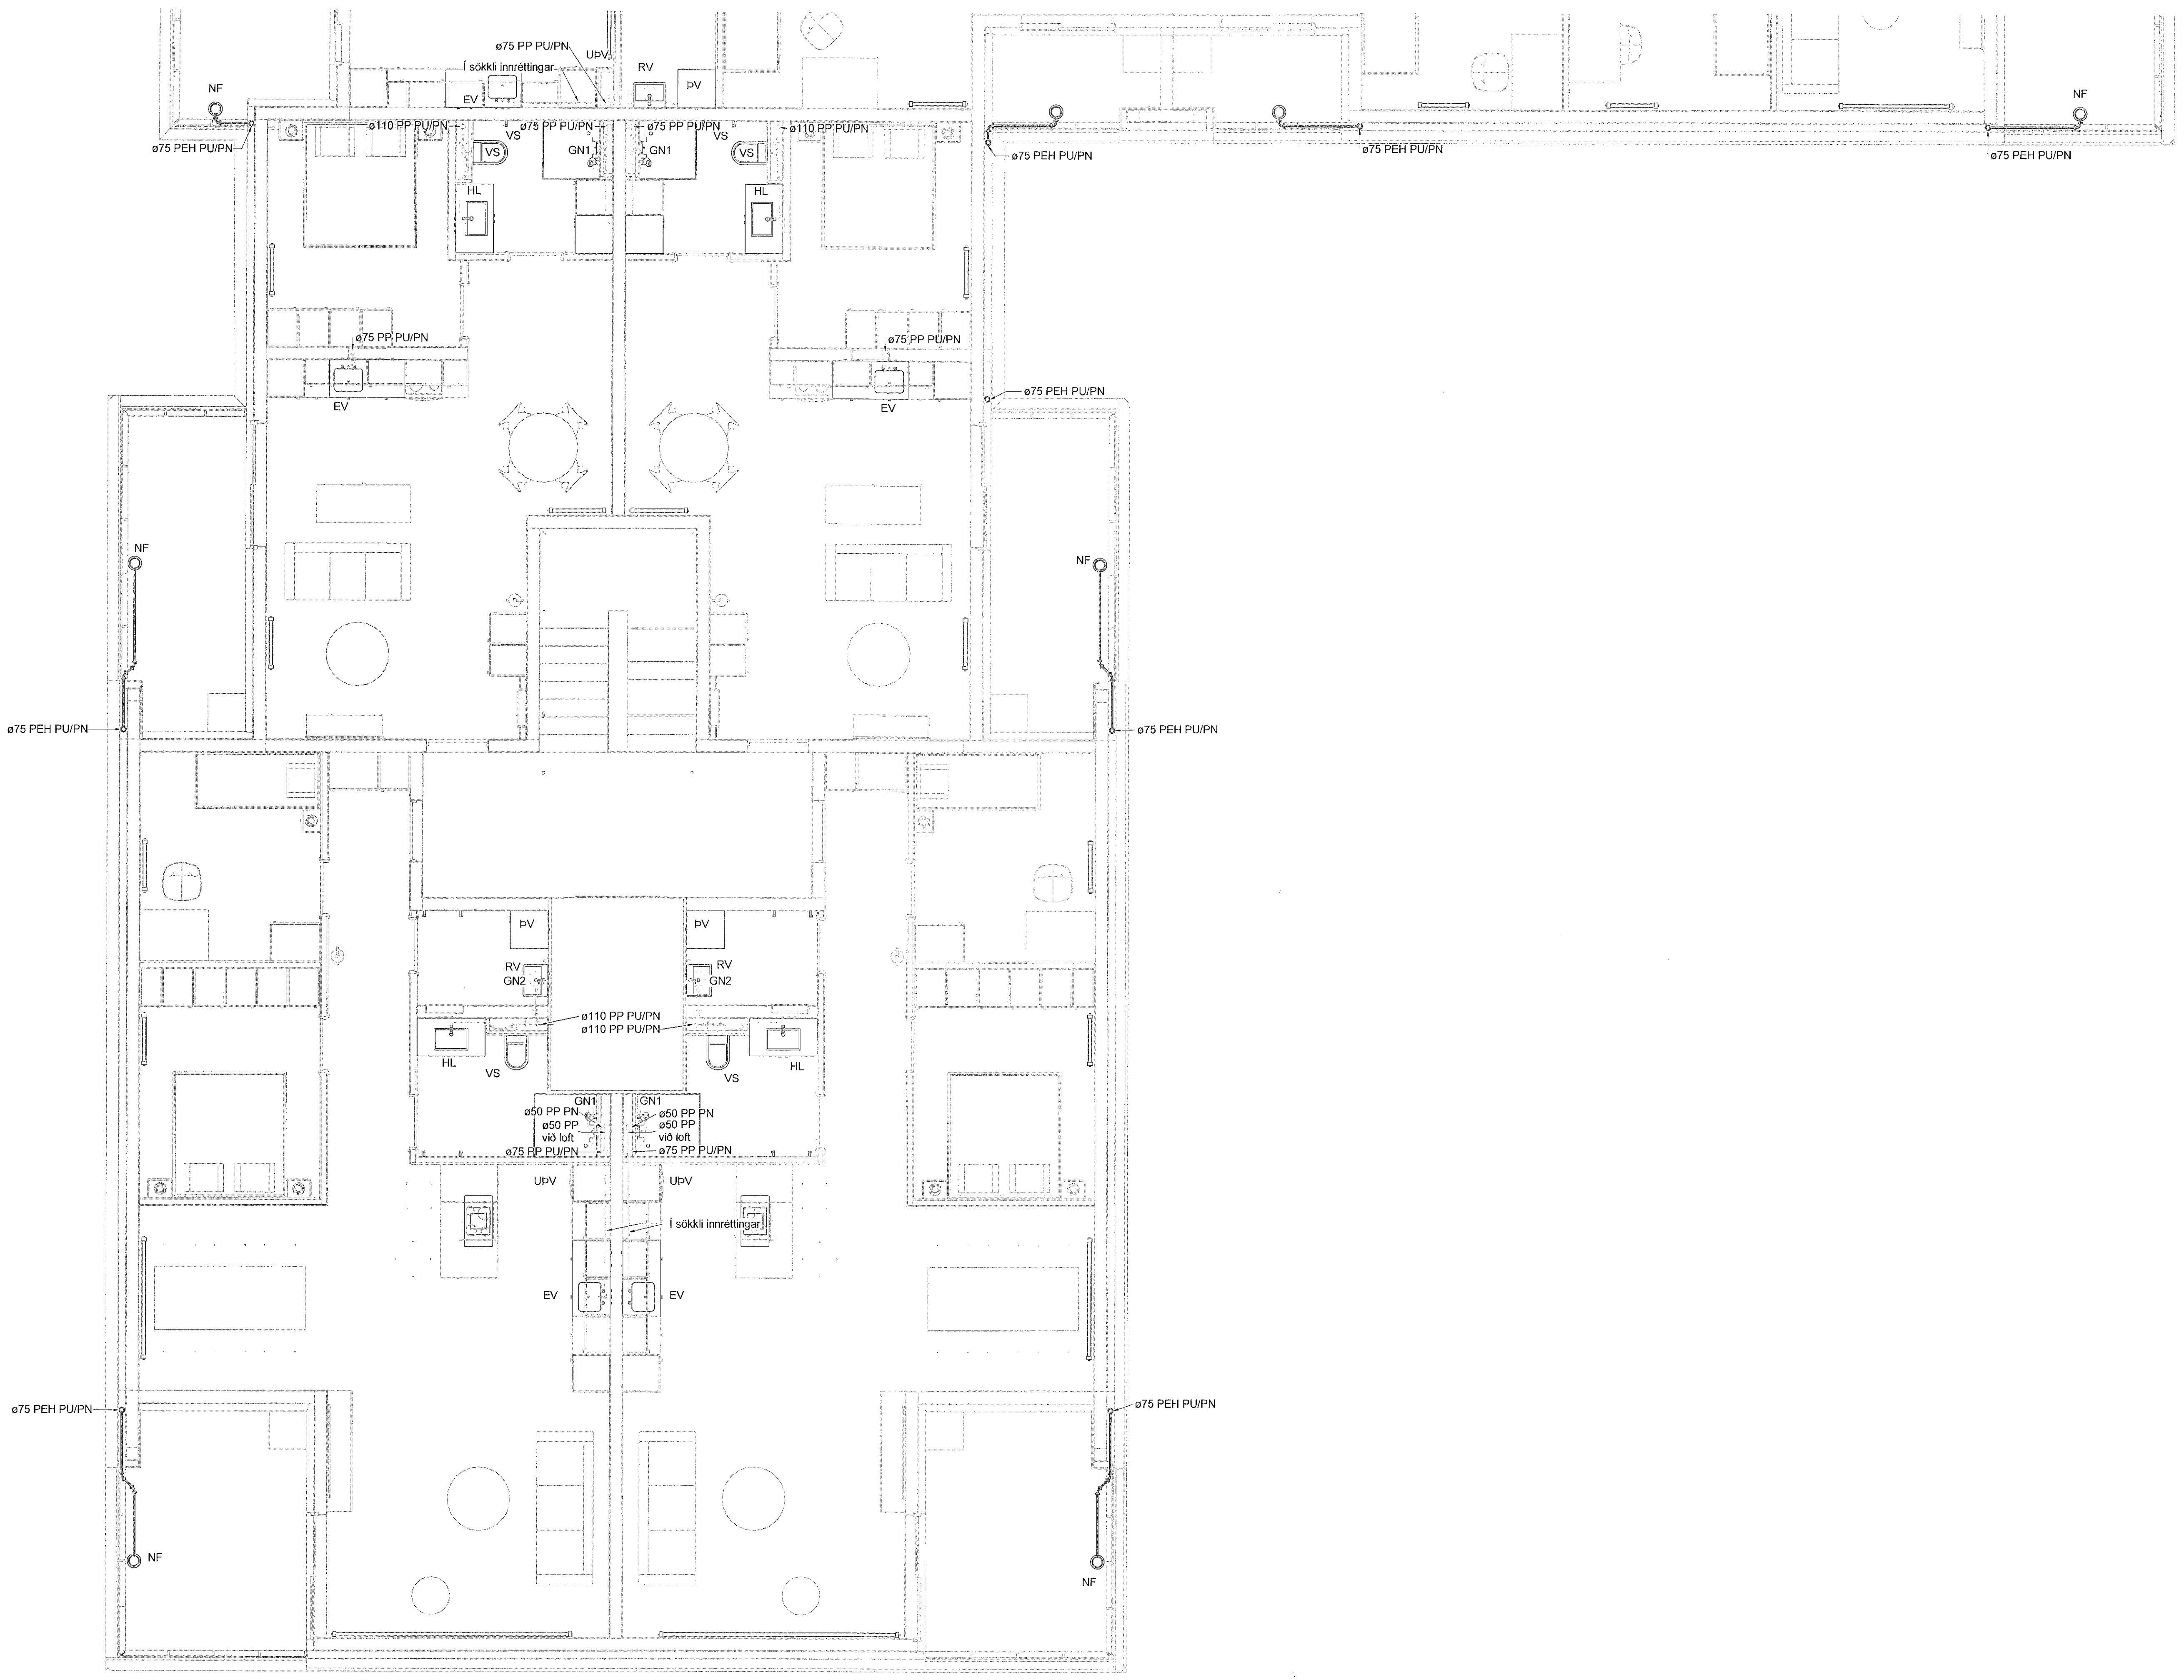 ø75 PP PU/PN
UÞV
Í sökkli innréttingar
RV
ÞV
NF
EV
NF
ø75 PEH PU/PN
ø110 PP PU/PN
VS
ø75 PP PU/PN
ø75 PP PU/PN
VS
ø110 PP PU/PN
VS
GN1
GN1
VS
ø75 PEH PU/PN
ø75 PEH PU/PN
ø75 PEH PU/PN
HL
HL
ø75 PP PU/PN
ø75 PP PU/PN
EV
EV
ø75 PEH PU/PN
NF
NF
ø75 PEH PU/PN
ø75 PEH PU/PN
ÞV
ÞV
RV
GN2
RV
GN2
ø110 PP PU/PN
ø110 PP PU/PN
HL
VS
VS
HL
GN1
ø50 PP PN
ø50 PP
við loft
ø75 PP PU/PN
GN1
ø50 PP PN
ø50 PP
við loft
ø75 PP PU/PN
UÞV
UÞV
Í sökkli innréttingar
EV
EV
ø75 PEH PU/PN
ø75 PEH PU/PN
NF
NF